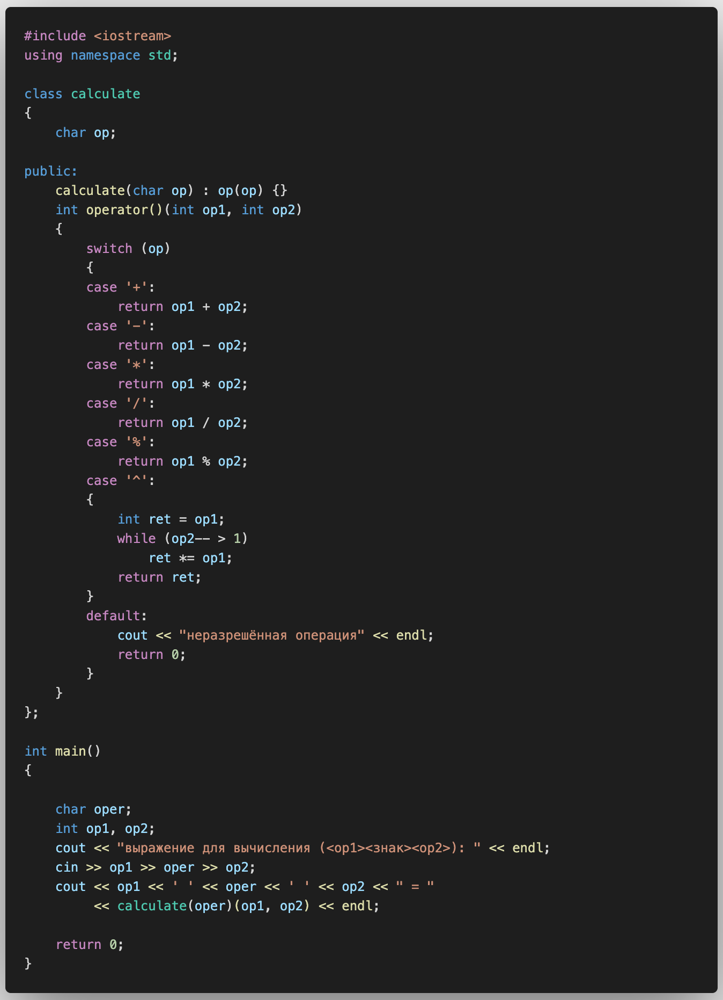 #include <iostream>
using namespace std;
class calculate
{
    char op;
public:
    calculate(char op) : op(op) {}
    int operator()(int op1, int op2)
    {
        switch (op)
        {
        case '+':
            return op1 + op2;
        case '-':
            return op1 - op2;
        case '*':
            return op1 * op2;
        case '/':
            return op1 / op2;
        case '%':
            return op1 % op2;
        case '^':
        {
            int ret = op1;
            while (op2-- > 1)
                ret *= op1;
            return ret;
        }
        default:
            cout << "неразрешённая операция" << endl;
            return 0;
        }
    }
};
int main()
{
    char oper;
    int op1, op2;
    cout << "выражение для вычисления (<op1><знак><op2>): " << endl;
    cin >> op1 >> oper >> op2;
    cout << op1 << ' ' << oper << ' ' << op2 << " = "
         << calculate(oper)(op1, op2) << endl;
    return 0;
}